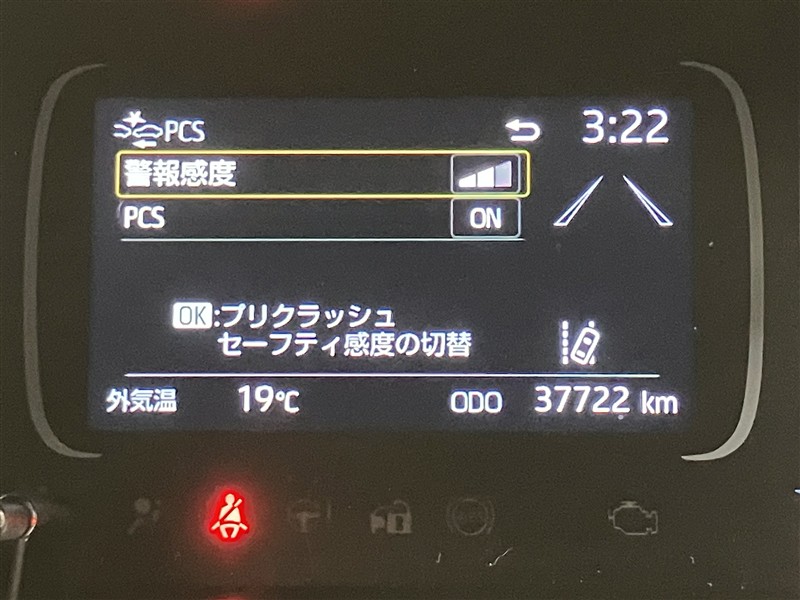 PCS 3:22
警報感度
PCS ON
OK:プリクラッシュ
セーフティ感度の切替
外気温 19℃ ODO 37722 km